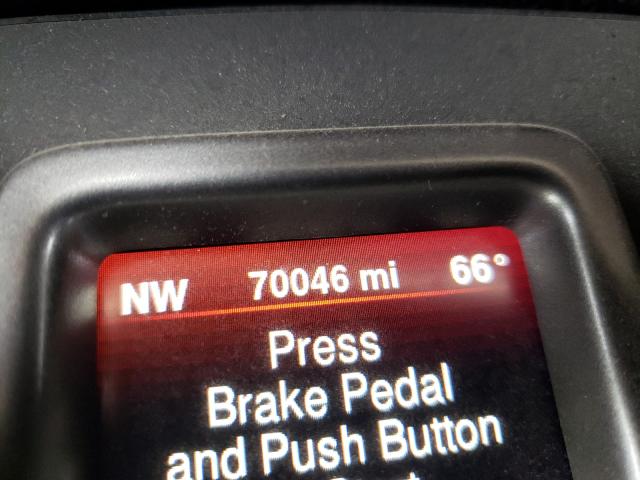 NW 70046 mi 66°
Press
Brake Pedal
and Push Button